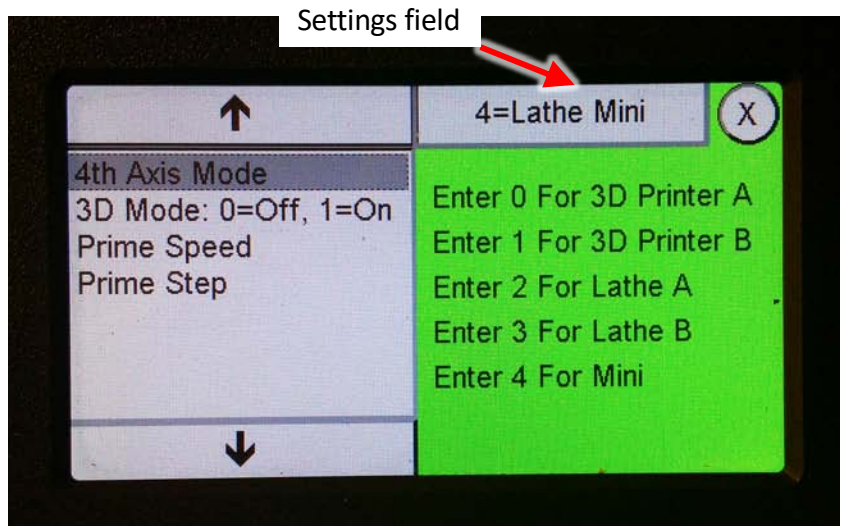 Settings field
↑
4=Lathe Mini
X
4th Axis Mode
3D Mode: 0=Off, 1=On
Prime Speed
Prime Step
↓
Enter 0 For 3D Printer A
Enter 1 For 3D Printer B
Enter 2 For Lathe A
Enter 3 For Lathe B
Enter 4 For Mini